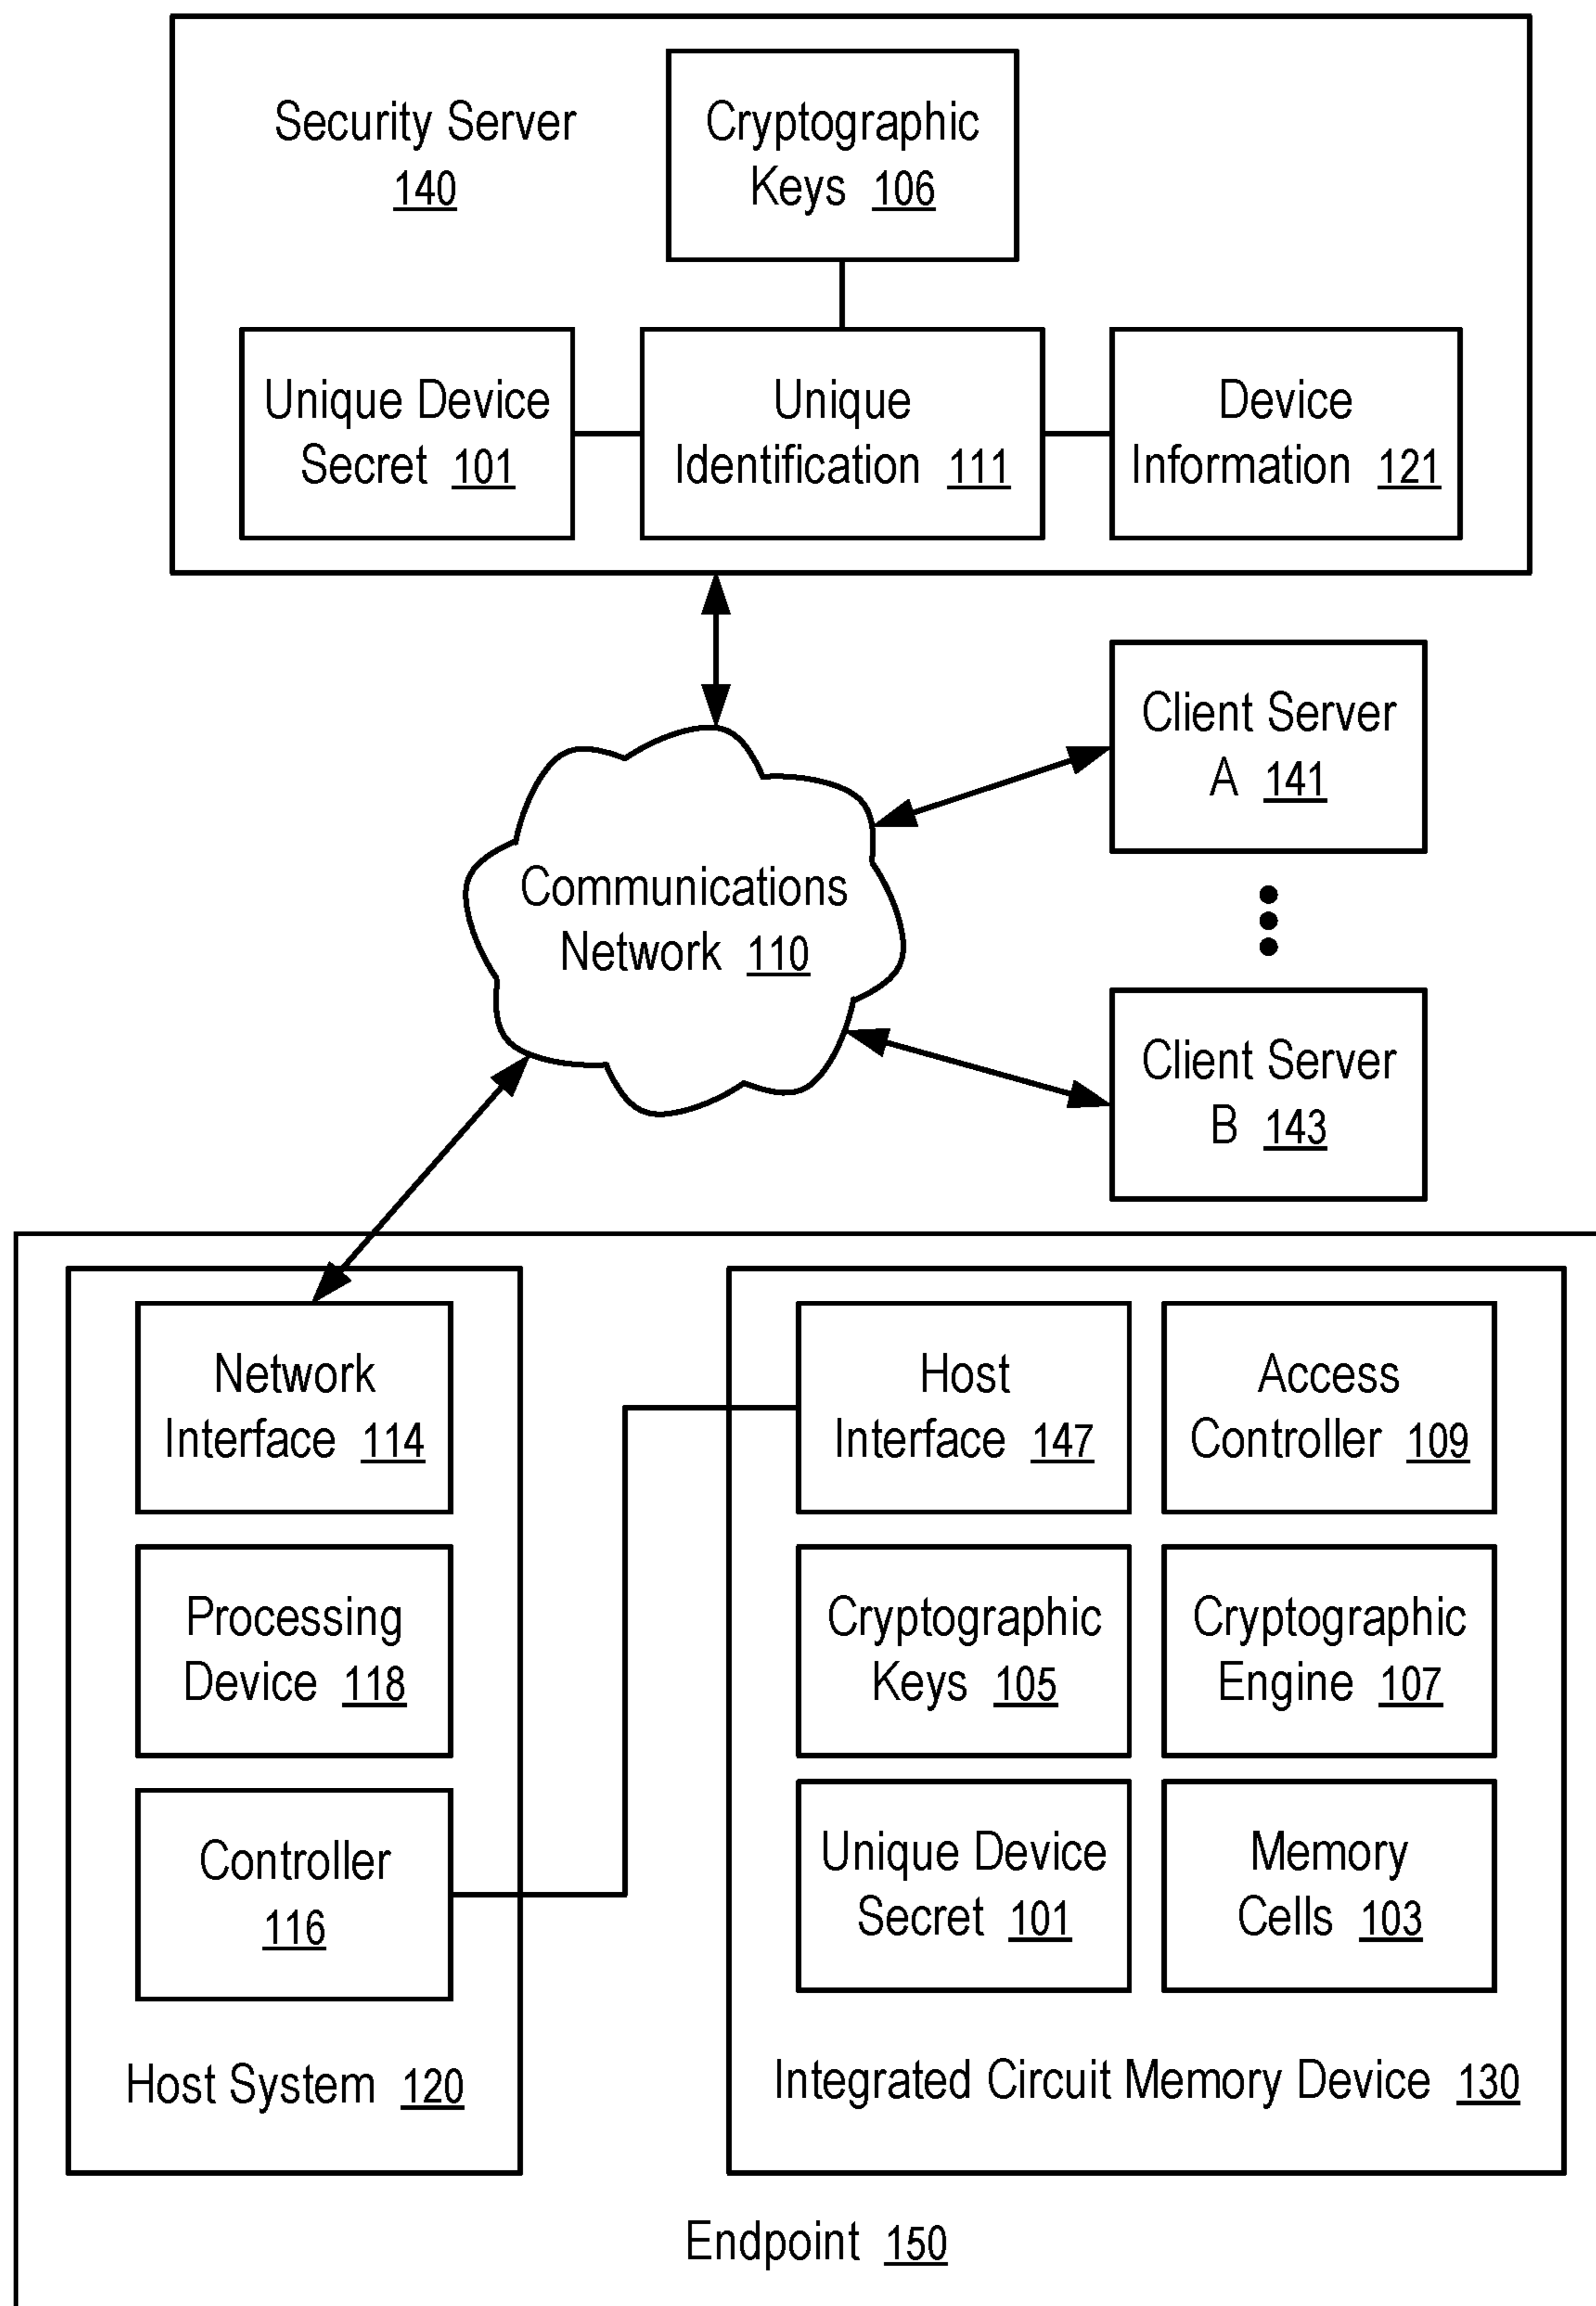 Security Server
140
Cryptographic
Keys 106
Unique Device
Secret 101
Unique
Identification 111
Device
Information 121
Client Server
A 141
Communications
Network 110
Client Server
B 143
Network
Interface 114
Host
Interface 147
Access
Controller 109
Processing
Device 118
Cryptographic
Keys 105
Cryptographic
Engine 107
Controller
116
Unique Device
Secret 101
Memory
Cells 103
Host System 120
Integrated Circuit Memory Device 130
Endpoint 150